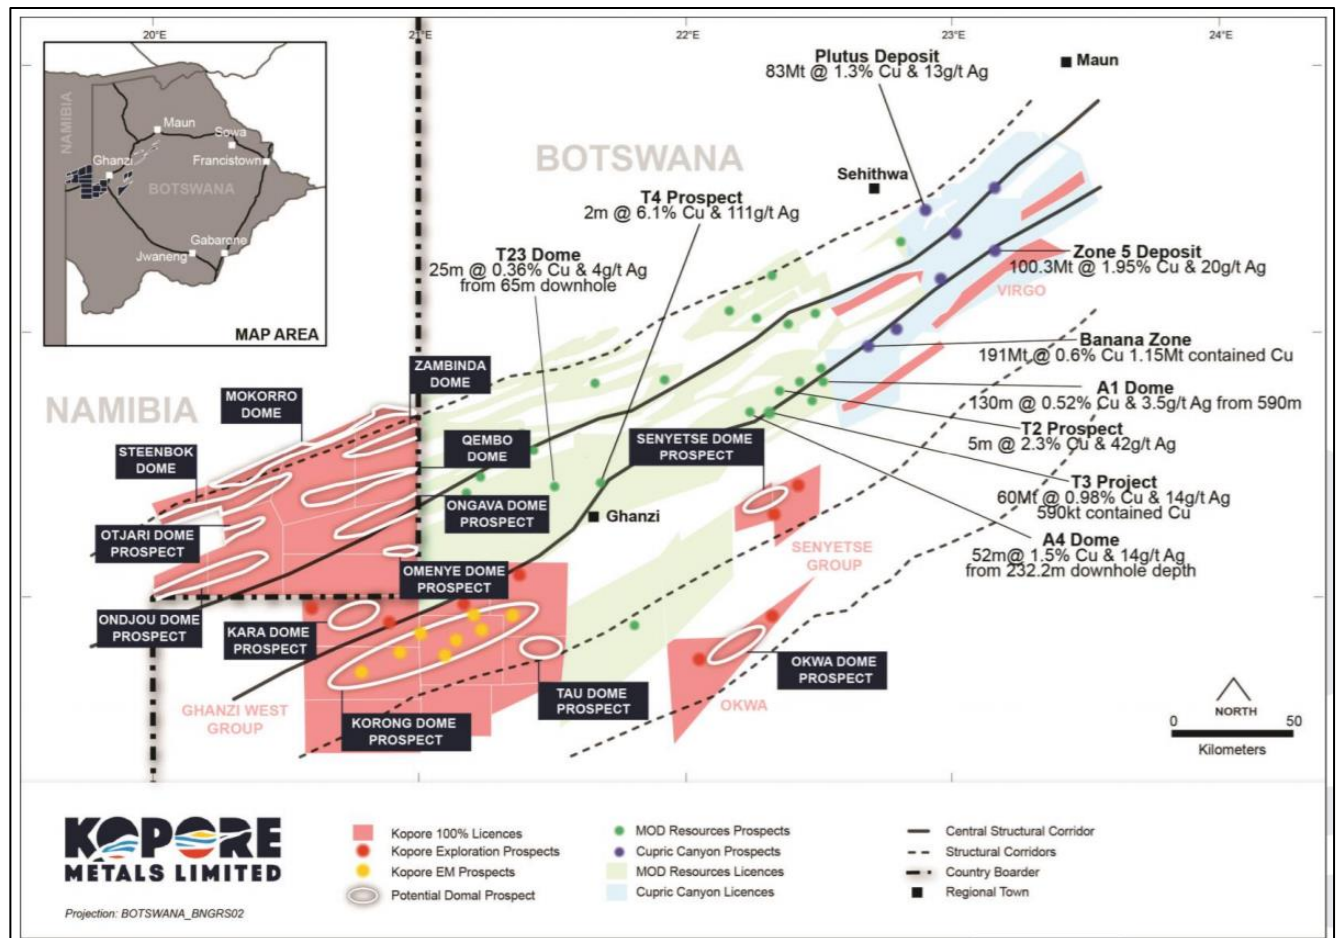 20°E
21°E
22°E
23°E
24°E
NAMIBIA
Maun
Sowa
Ghanzi
Francistown
BOTSWANA
Gabarone
Jwaneng
MAP AREA
Plutus Deposit
83Mt @ 1.3% Cu & 13g/t Ag
Maun
BOTSWANA
Sehithwa
T4 Prospect
2m @ 6.1% Cu & 111g/t Ag
T23 Dome
25m @ 0.36% Cu & 4g/t Ag
from 65m downhole
Zone 5 Deposit
100.3Mt @ 1.95% Cu & 20g/t Ag
VIRGO
Banana Zone
191Mt @ 0.6% Cu 1.15Mt contained Cu
A1 Dome
130m @ 0.52% Cu & 3.5g/t Ag from 590m
T2 Prospect
5m @ 2.3% Cu & 42g/t Ag
T3 Project
60Mt @ 0.98% Cu & 14g/t Ag
590kt contained Cu
A4 Dome
52m@ 1.5% Cu & 14g/t Ag
from 232.2m downhole depth
NAMIBIA
ZAMBINDA
DOME
MOKORRO
DOME
STEENBOK
DOME
QEMBO
DOME
SENYETSE DOME
PROSPECT
ONGAVA DOME
PROSPECT
Ghanzi
OTJARI DOME
PROSPECT
SENYETSE
GROUP
OMENYE DOME
PROSPECT
ONDJOU DOME
PROSPECT
KARA DOME
PROSPECT
OKWA DOME
PROSPECT
TAU DOME
PROSPECT
OKWA
GHANZI WEST
GROUP
KORONG DOME
PROSPECT
NORTH
0 50
Kilometers
KOPORE
METALS LIMITED
Projection: BOTSWANA_BNGRS02
Kopore 100% Licences
Kopore Exploration Prospects
Kopore EM Prospects
Potential Domal Prospect
MOD Resources Prospects
Cupric Canyon Prospects
MOD Resources Licences
Cupric Canyon Licences
Central Structural Corridor
Structural Corridors
Country Boarder
Regional Town